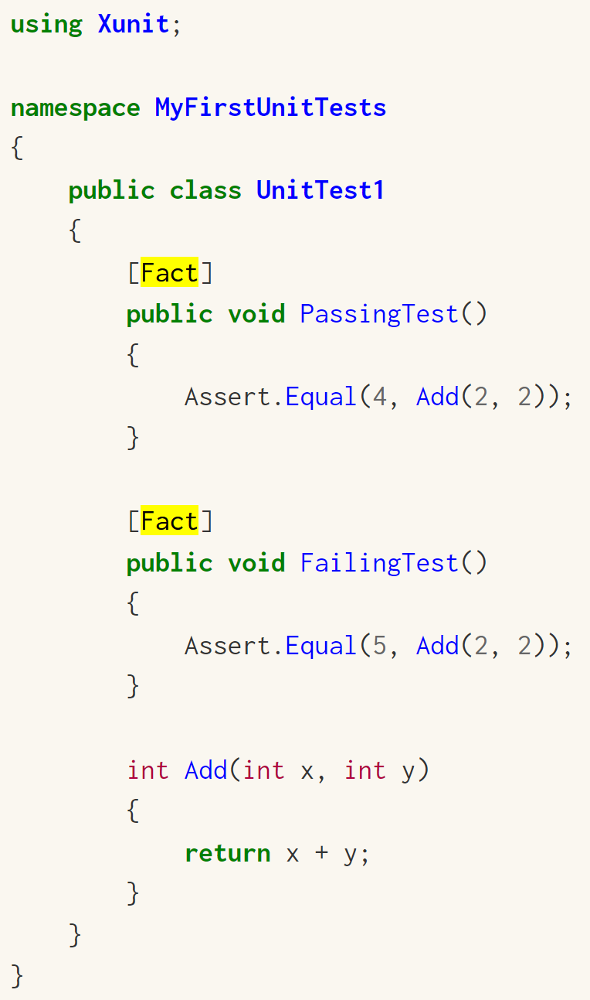 using Xunit;

namespace MyFirstUnitTests
{
    public class UnitTest1
    {
        [Fact]
        public void PassingTest()
        {
            Assert.Equal(4, Add(2, 2));
        }

        [Fact]
        public void FailingTest()
        {
            Assert.Equal(5, Add(2, 2));
        }

        int Add(int x, int y)
        {
            return x + y;
        }
    }
}